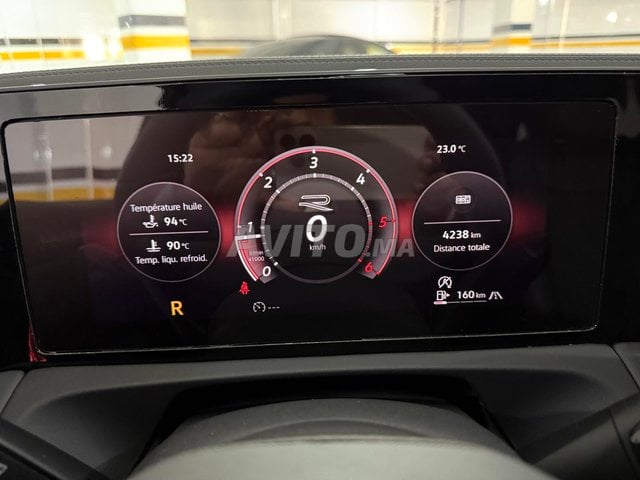 15:22
23.0 °C
Température huile
94 °C
90 °C
Temp. liqu. refroid.
0
1
2
3
4
5
6
x1000
R
0
km/h
4238 km
Distance totale
160 km
R
---
AVITO.MA